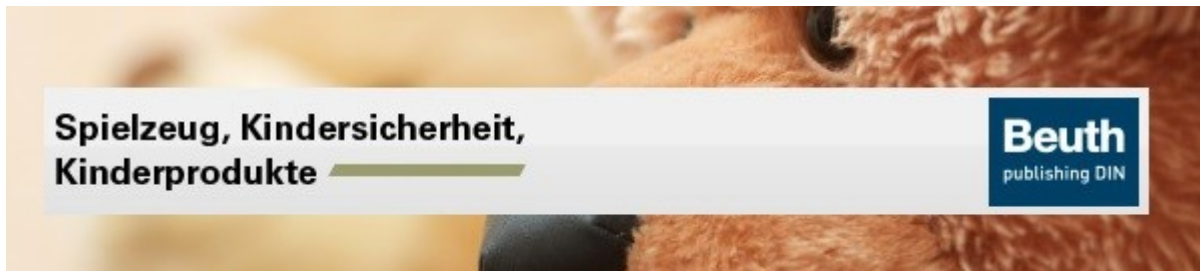 Spielzeug, Kindersicherheit,
Kinderprodukte
Beuth
publishing DIN